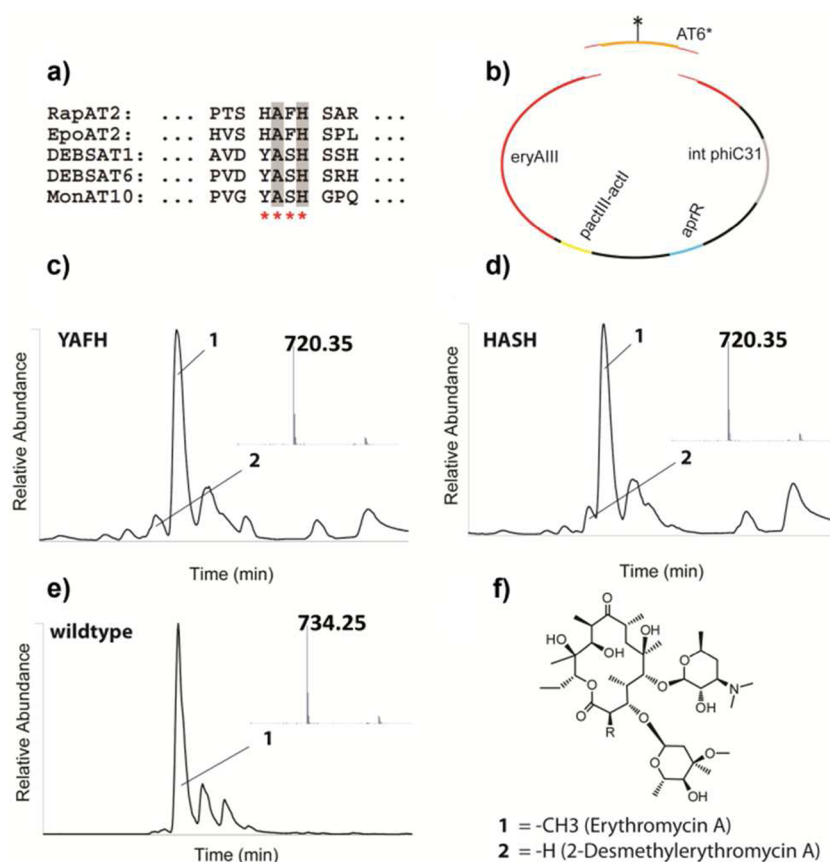 a)
RapAT2: ... PTS HAFH SAR ...
EpoAT2: ... HVS HAFH SPL ...
DEBSAT1: ... AVD YASH SSH ...
DEBSAT6: ... PVD YASH SRH ...
MonAT10: ... PVG YASH GPQ ...
****
b)
*
AT6*
eryAIII
int phiC31
pactIII-actI
aprR
c)
YAFH
1
720.35
2
Relative Abundance
Time (min)
d)
HASH
1
720.35
2
Relative Abundance
Time (min)
e)
wildtype
734.25
1
Relative Abundance
Time (min)
f)
O
HO
OH
OH
O
O
O
N
OH
O
O
R
O
O
O
OH
1 = -CH3 (Erythromycin A)
2 = -H (2-Desmethylerythromycin A)